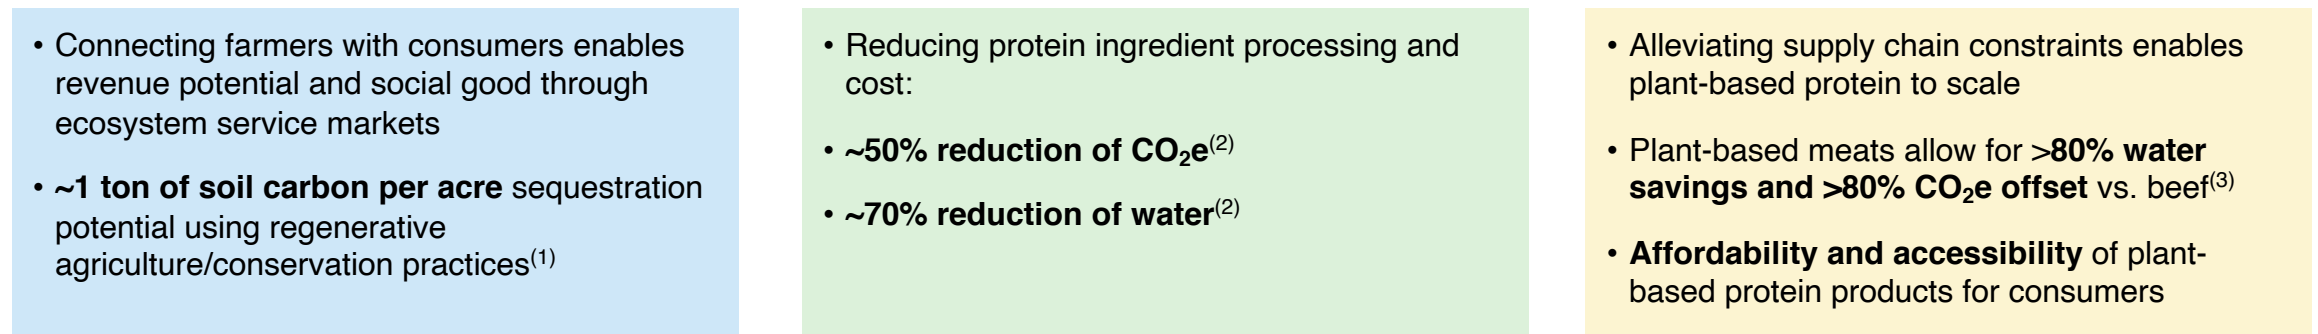 • Connecting farmers with consumers enables
revenue potential and social good through
ecosystem service markets
• ~1 ton of soil carbon per acre sequestration
potential using regenerative
agriculture/conservation practices(1)
• Reducing protein ingredient processing and
cost:
• ~50% reduction of CO2e(2)
• ~70% reduction of water(2)
• Alleviating supply chain constraints enables
plant-based protein to scale
• Plant-based meats allow for >80% water
savings and >80% CO2e offset vs. beef(3)
• Affordability and accessibility of plant-
based protein products for consumers